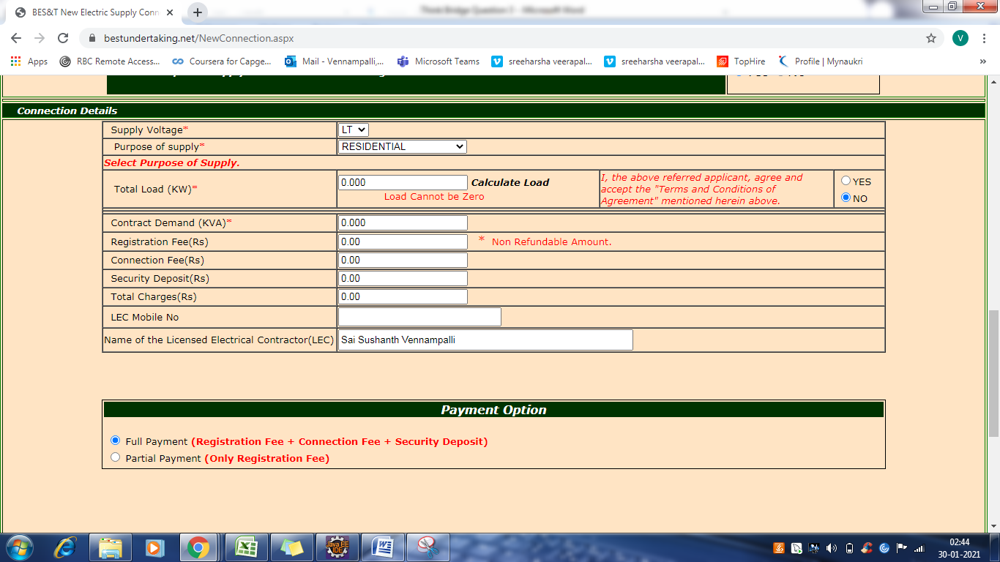 BES&T New Electric Supply Conn
bestundertaking.net/NewConnection.aspx
V
Apps
RBC Remote Access...
Coursera for Capge...
Mail - Vennampalli,...
Microsoft Teams
sreeharsha veerapal...
sreeharsha veerapal...
TopHire
Profile | Mynaukri
»
Connection Details
Supply Voltage*
LT
Purpose of supply*
RESIDENTIAL
Select Purpose of Supply.
Total Load (KW)*
0.000
Calculate Load
Load Cannot be Zero
I, the above referred applicant, agree and
accept the "Terms and Conditions of
Agreement" mentioned herein above.
YES
NO
Contract Demand (KVA)*
0.000
Registration Fee(Rs)
0.00
* Non Refundable Amount.
Connection Fee(Rs)
0.00
Security Deposit(Rs)
0.00
Total Charges(Rs)
0.00
LEC Mobile No
Name of the Licensed Electrical Contractor(LEC)
Sai Sushanth Vennampalli
Payment Option
Full Payment (Registration Fee + Connection Fee + Security Deposit)
Partial Payment (Only Registration Fee)
Java EE
IDE
02:44
30-01-2021